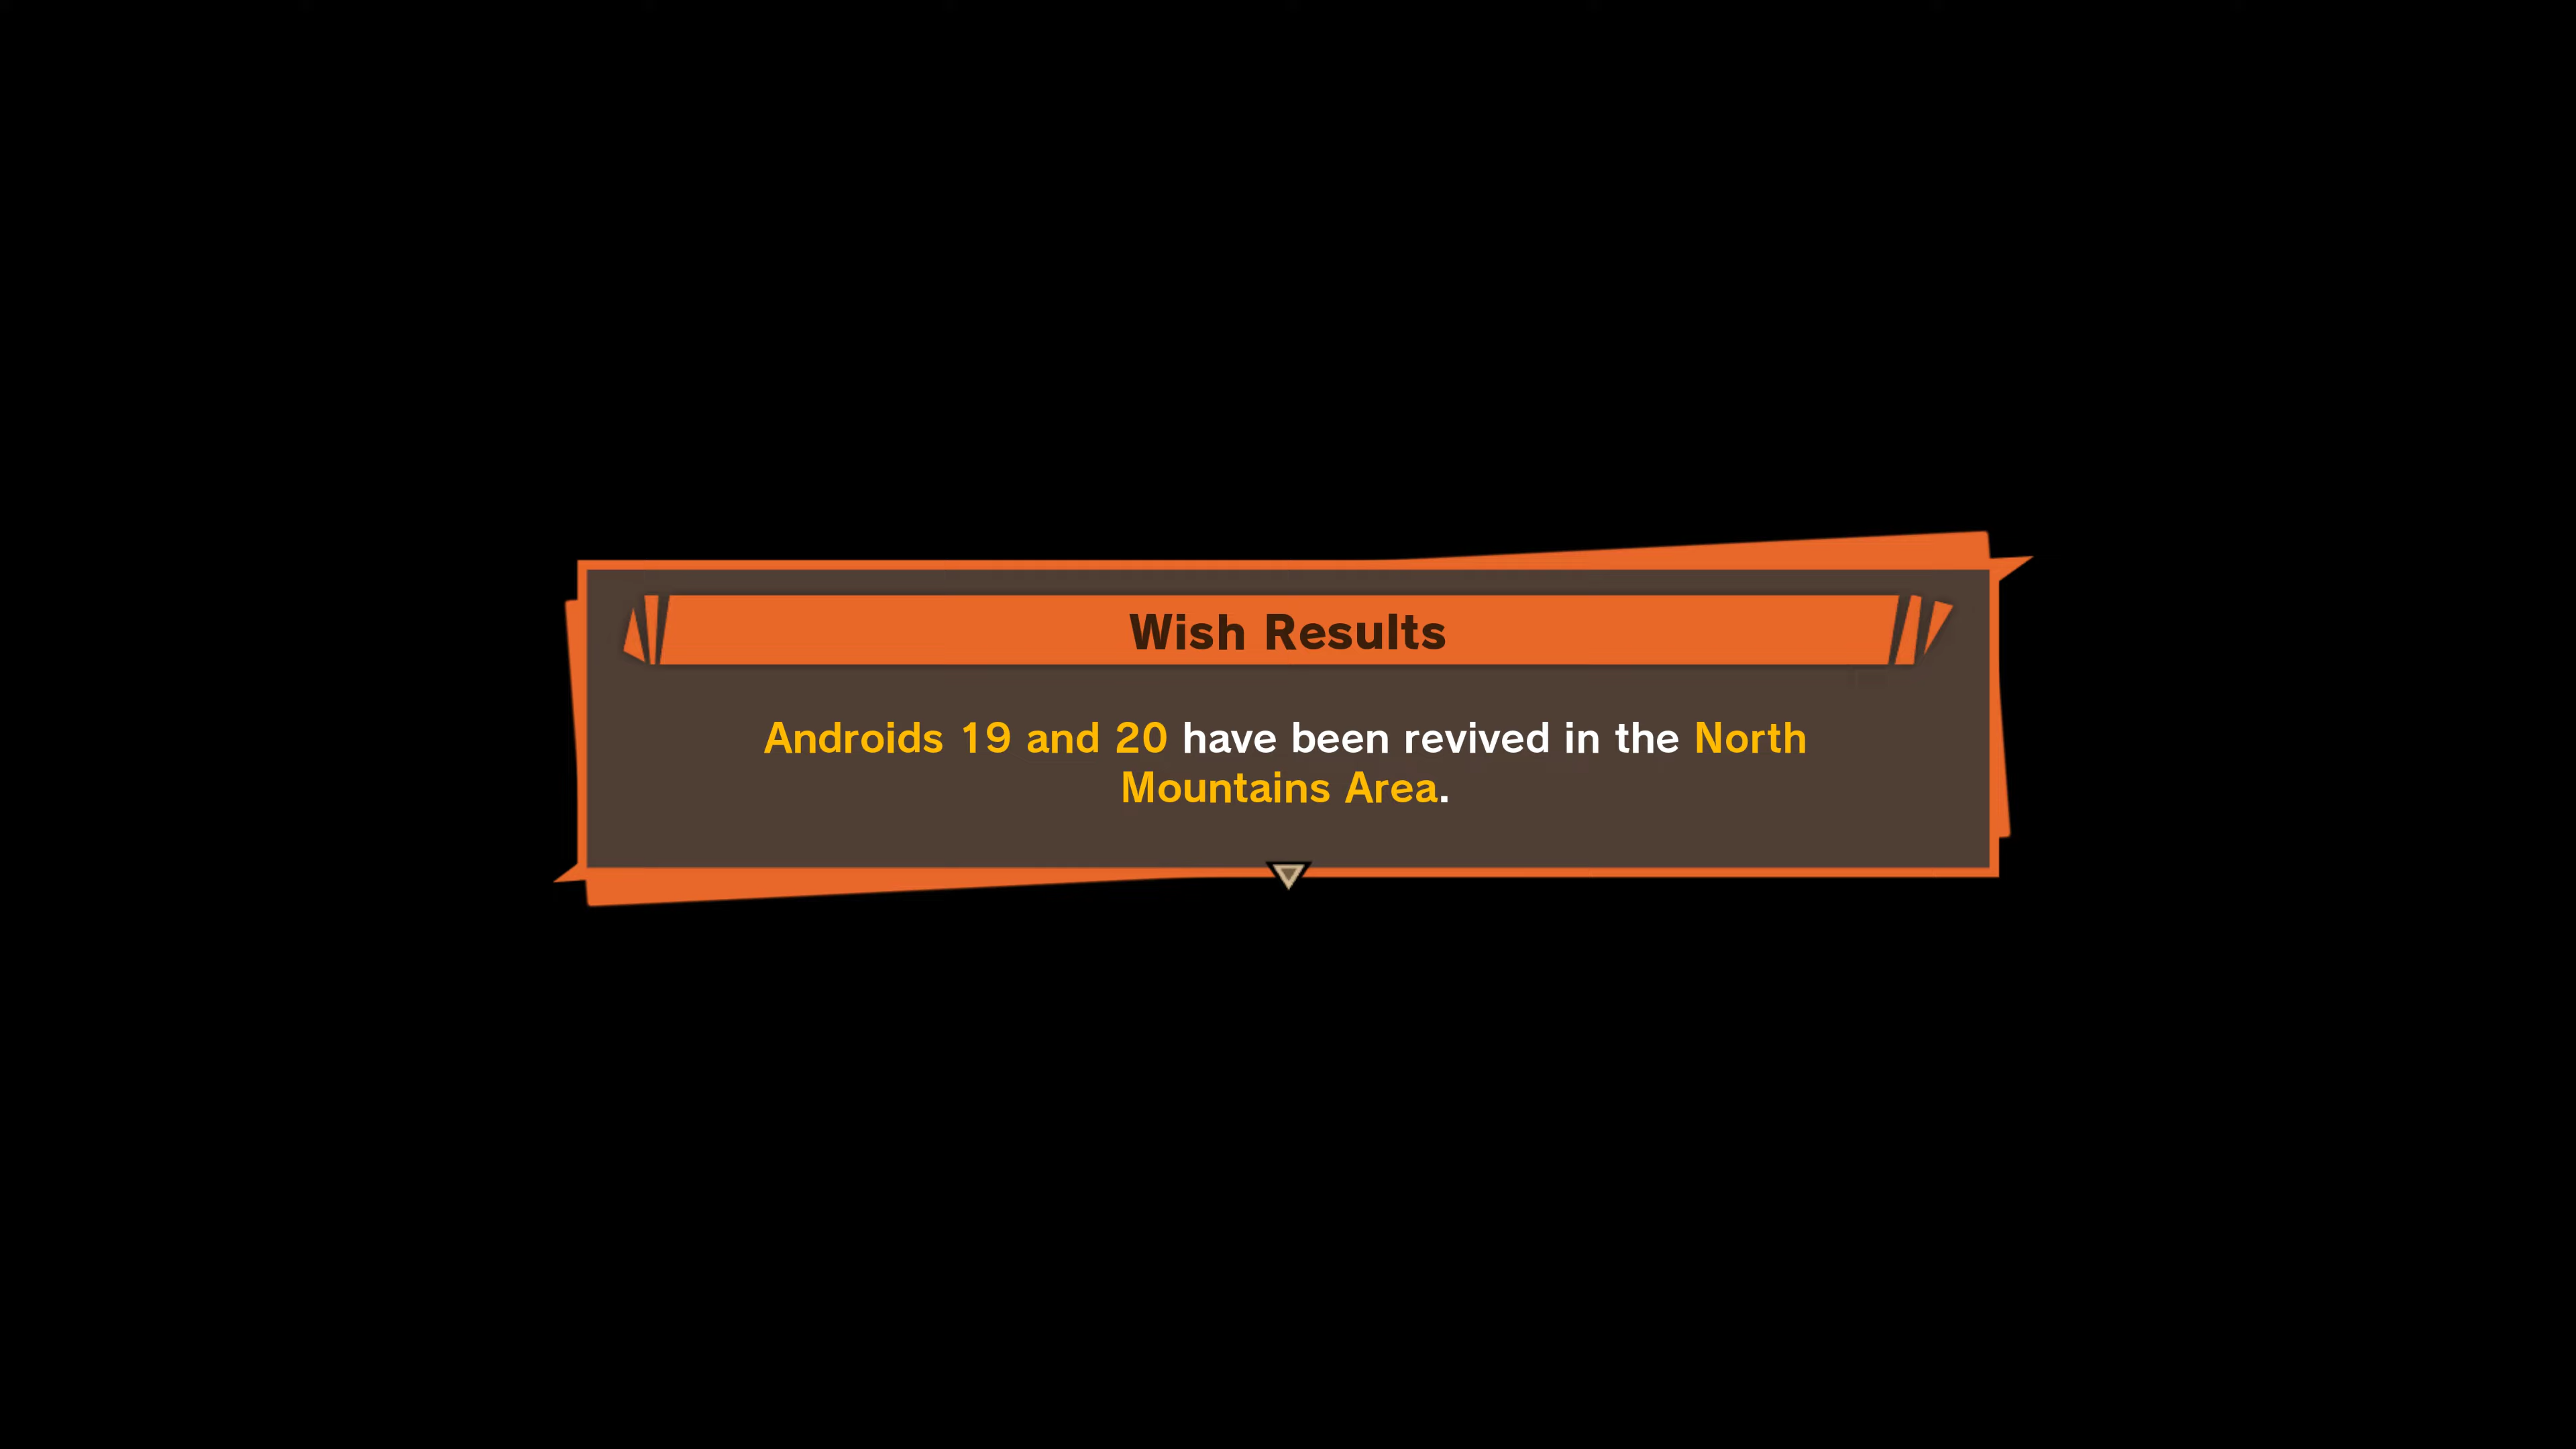 Wish Results
Androids 19 and 20 have been revived in the North
Mountains Area.